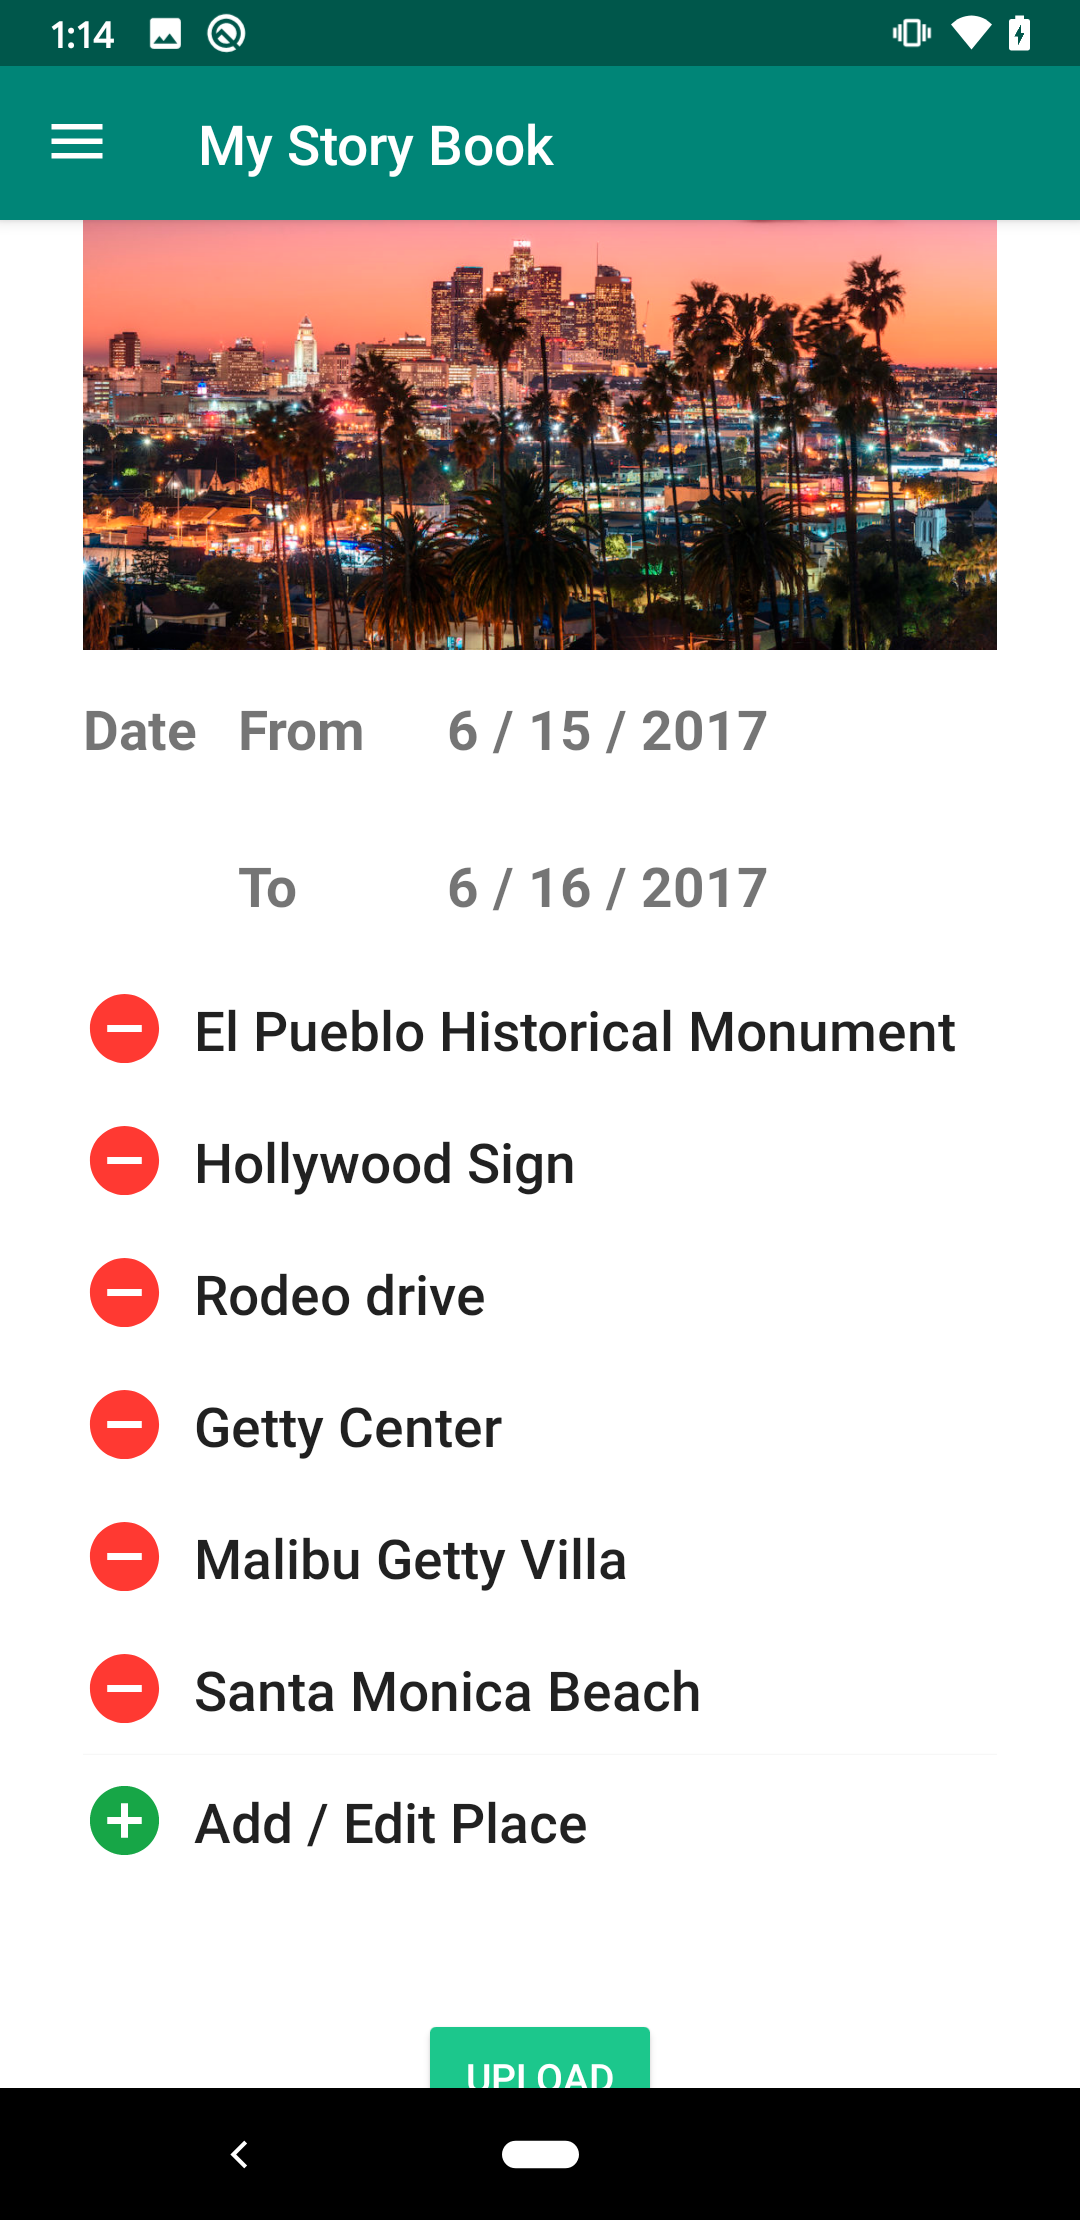 1:14
My Story Book
Date From 6 / 15 / 2017
To 6 / 16 / 2017
El Pueblo Historical Monument
Hollywood Sign
Rodeo drive
Getty Center
Malibu Getty Villa
Santa Monica Beach
Add / Edit Place
UPLOAD